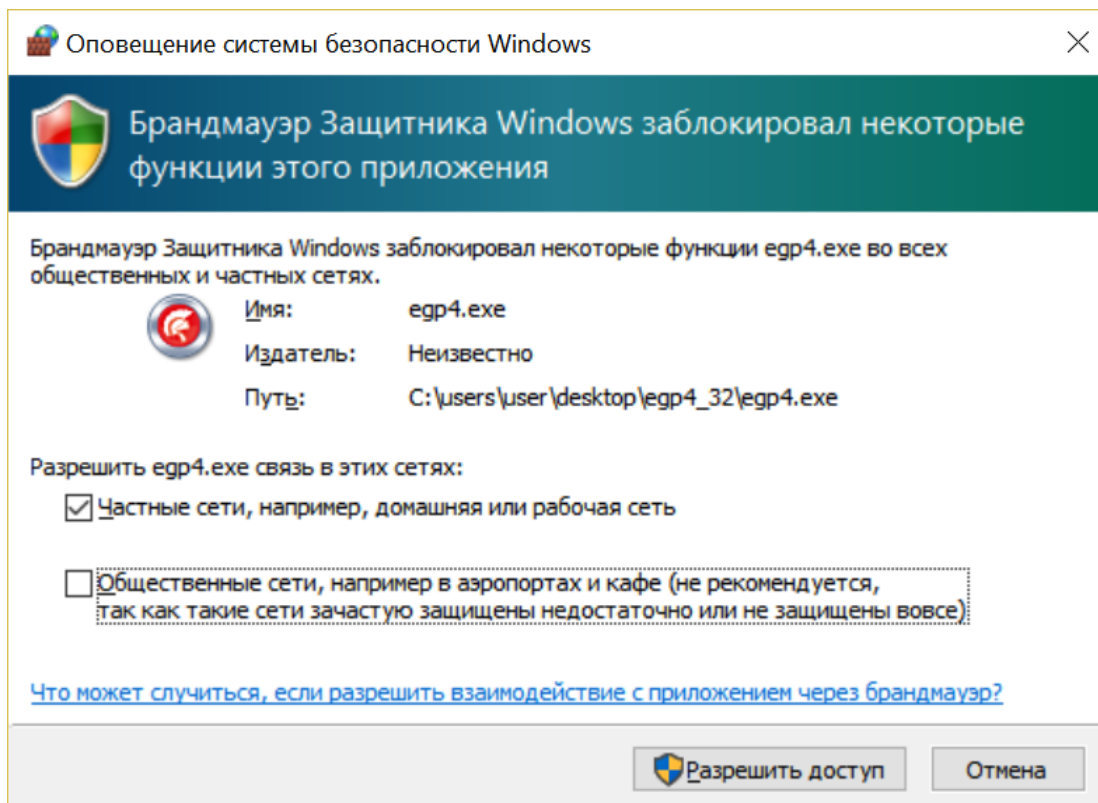 Оповещение системы безопасности Windows
Брандмауэр Защитника Windows заблокировал некоторые
функции этого приложения
Брандмауэр Защитника Windows заблокировал некоторые функции egp4.exe во всех
общественных и частных сетях.
Имя: egp4.exe
Издатель: Неизвестно
Путь: C:\users\user\desktop\egp4_32\egp4.exe
Разрешить egp4.exe связь в этих сетях:
Частные сети, например, домашняя или рабочая сеть
Общественные сети, например в аэропортах и кафе (не рекомендуется,
так как такие сети зачастую защищены недостаточно или не защищены вовсе)
Что может случиться, если разрешить взаимодействие с приложением через брандмауэр?
Разрешить доступ
Отмена